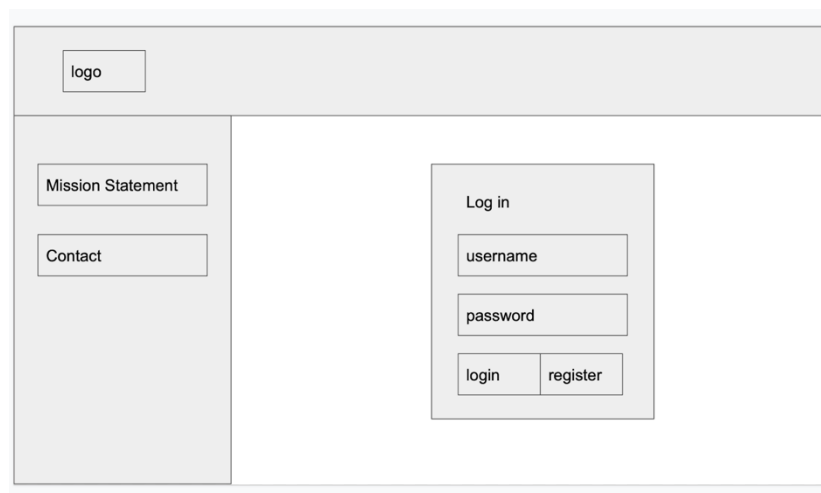 logo
Mission Statement
Contact
Log in
username
password
login register